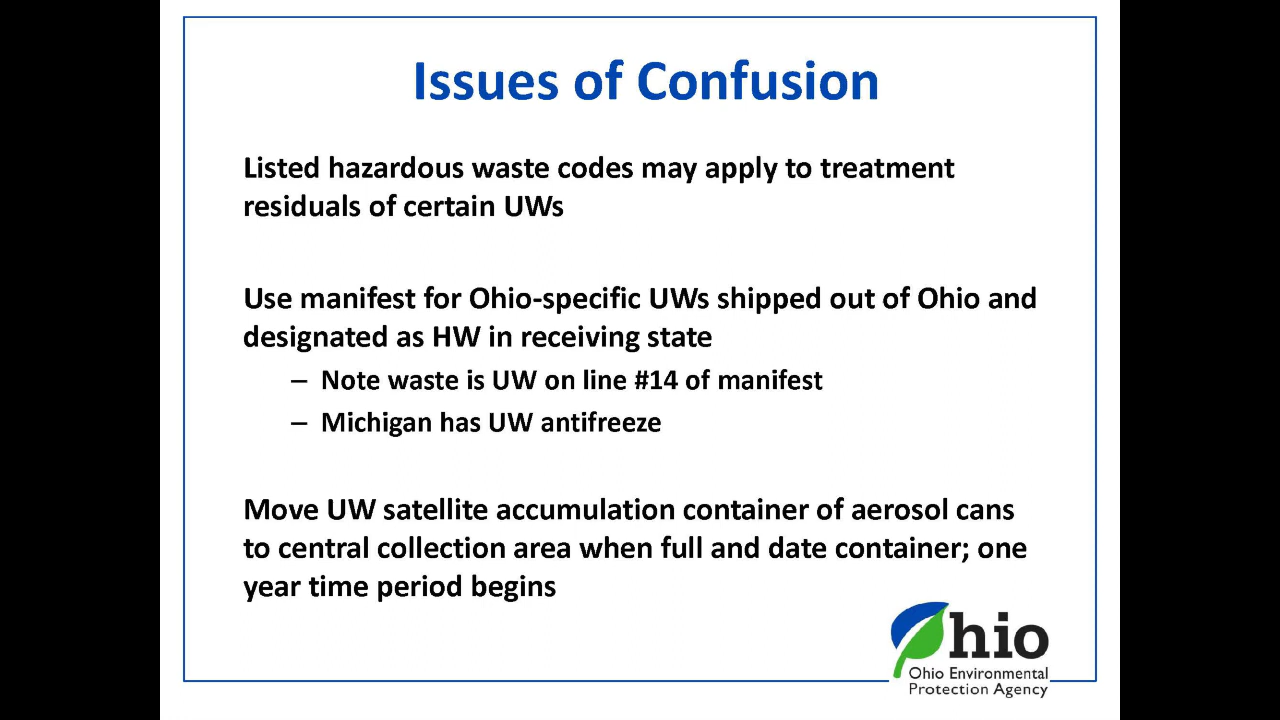 Issues of Confusion
Listed hazardous waste codes may apply to treatment
residuals of certain UWs
Use manifest for Ohio-specific UWs shipped out of Ohio and
designated as HW in receiving state
– Note waste is UW on line #14 of manifest
– Michigan has UW antifreeze
Move UW satellite accumulation container of aerosol cans
to central collection area when full and date container; one
year time period begins
Ohio
Ohio Environmental
Protection Agency